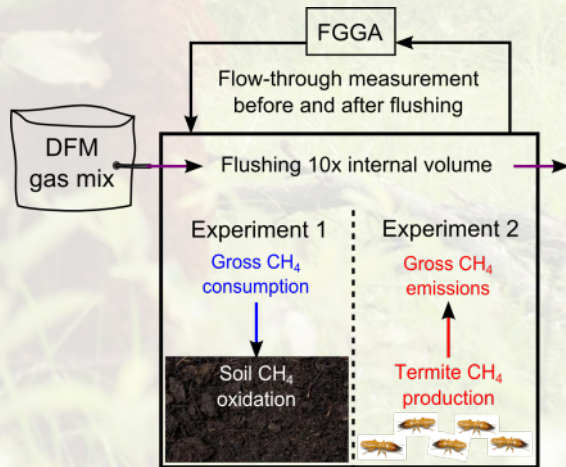 FGGA
Flow-through measurement
before and after flushing
DFM
gas mix
Flushing 10x internal volume
Experiment 1
Gross CH₄
consumption
Soil CH₄
oxidation
Experiment 2
Gross CH₄
emissions
Termite CH₄
production